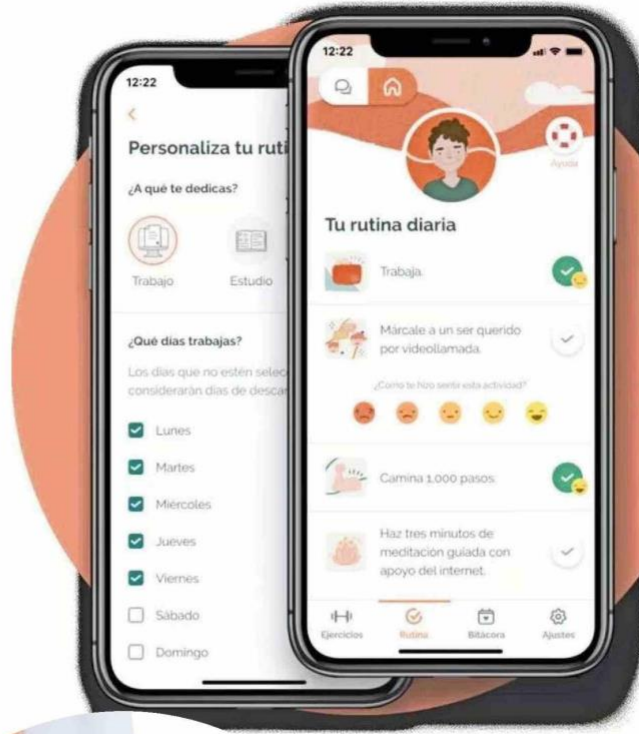 12:22
Personaliza tu ruti
¿A qué te dedicas?
Trabajo
Estudio
¿Qué días trabajas?
Los días que no estén selec
considerarán días de descan
Lunes
Martes
Miércoles
Jueves
Viernes
Sábado
Domingo
12:22
Ayuda
Tu rutina diaria
Trabaja.
Márcale a un ser querido
por videollamada.
¿Cómo te hizo sentir esta actividad?
Camina 1,000 pasos.
Haz tres minutos de
meditación guiada con
apoyo del internet.
Ejercicios
Rutina
Bitácora
Ajustes